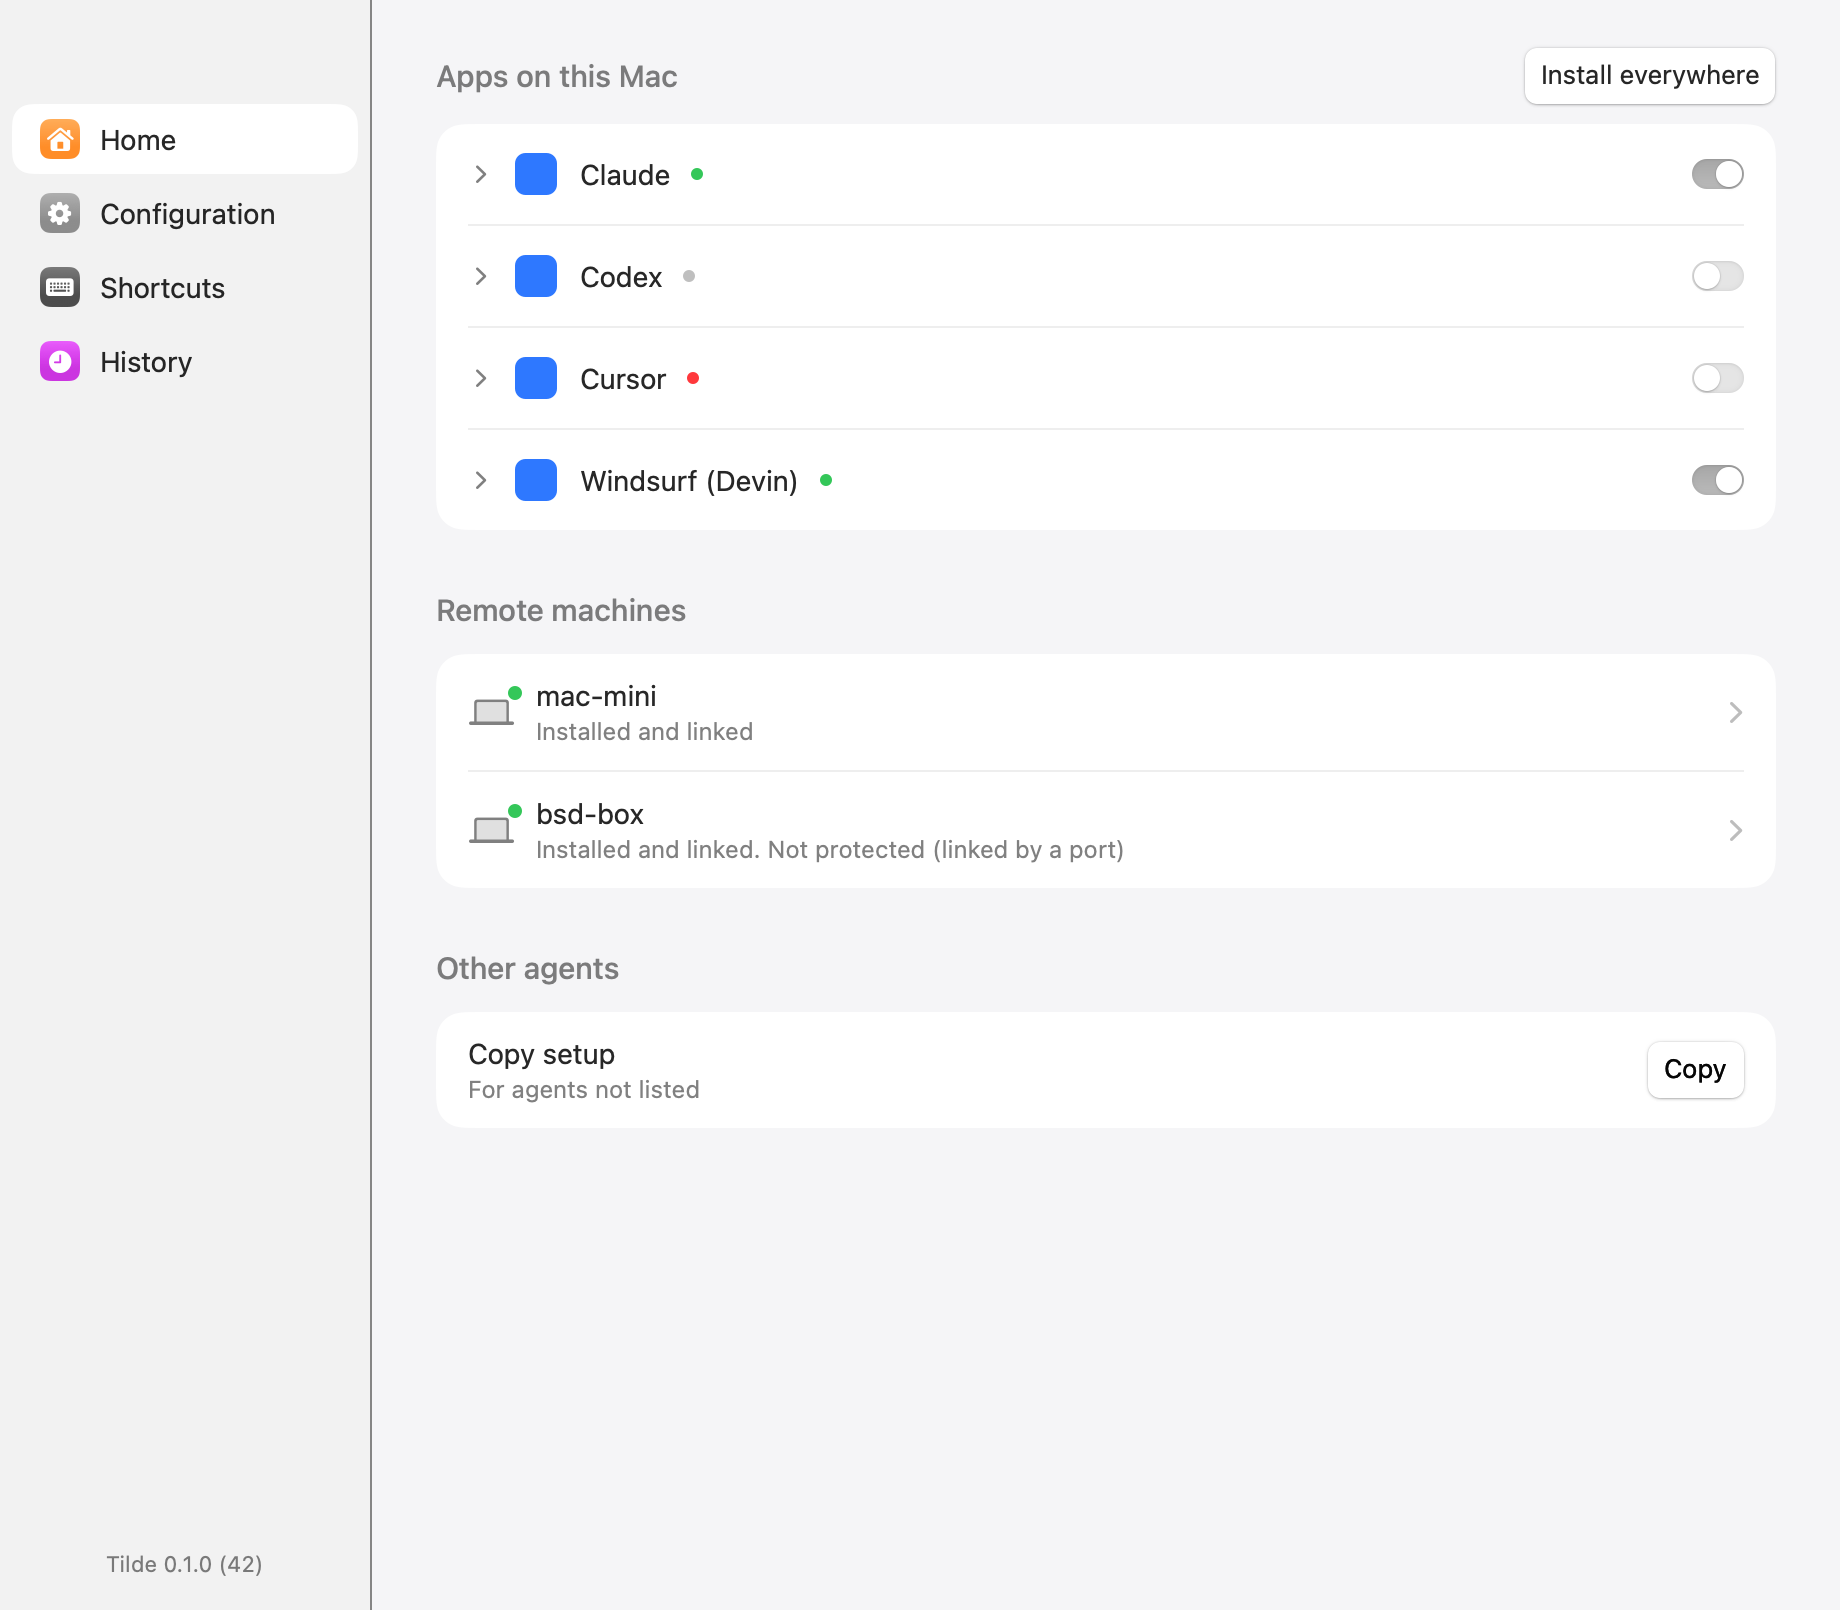 Home
Configuration
Shortcuts
History
Tilde 0.1.0 (42)
Apps on this Mac
Install everywhere
Claude
Codex
Cursor
Windsurf (Devin)
Remote machines
mac-mini
Installed and linked
bsd-box
Installed and linked. Not protected (linked by a port)
Other agents
Copy setup
For agents not listed
Copy